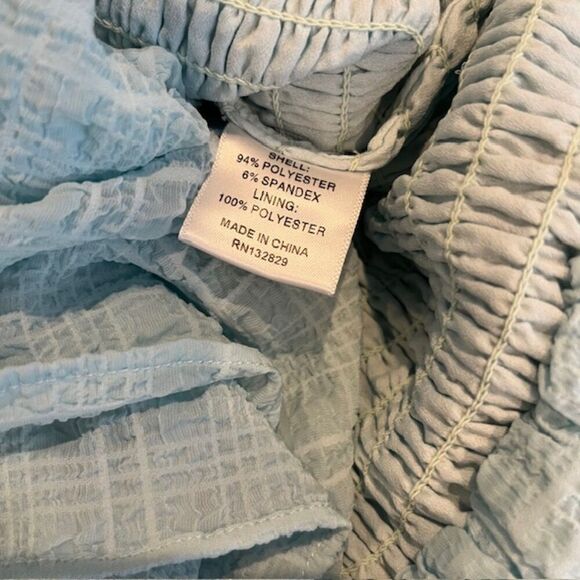 SHELL:
94% POLYESTER
6% SPANDEX
LINING:
100% POLYESTER
MADE IN CHINA
RN132829